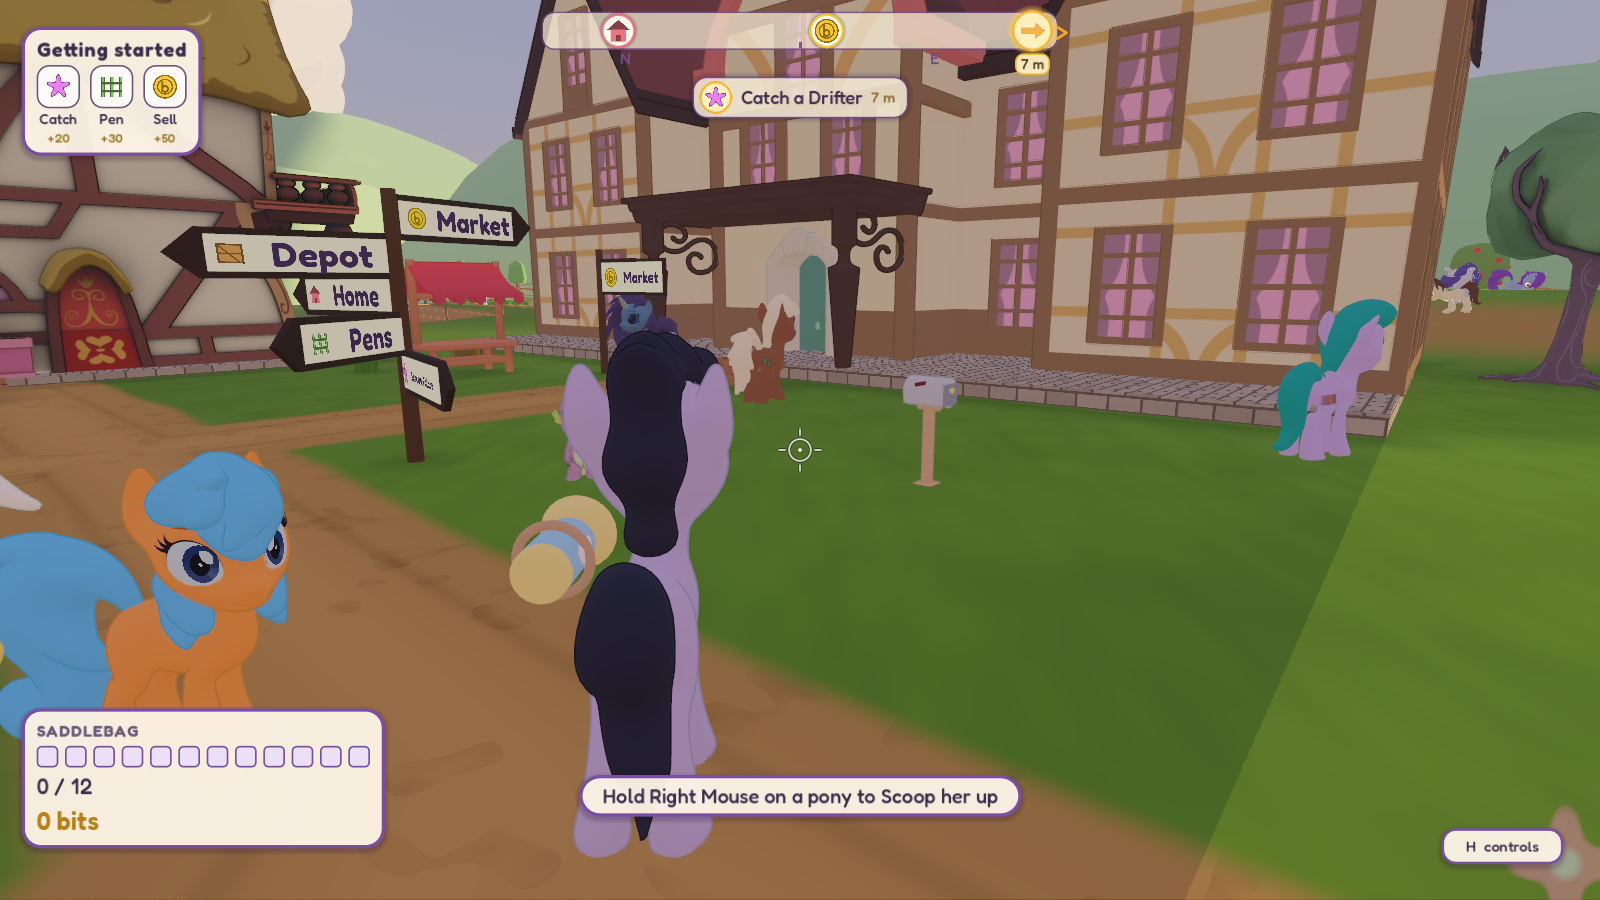 Getting started
Catch Pen Sell
+20 +30 +50
N
E
7 m
Catch a Drifter 7 m
Market
Depot
Home
Pens
Market
SADDLEBAG
0 / 12
0 bits
Hold Right Mouse on a pony to Scoop her up
H controls